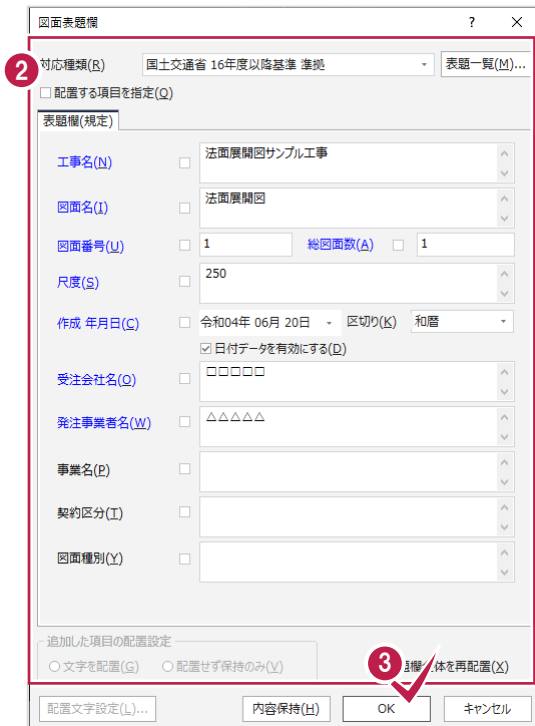 図面表題欄 ? ×
2
対応種類(R) 国土交通省 16年度以降基準 準拠 表題一覧(M)...
配置する項目を指定(Q)
表題欄(規定)
工事名(N) 法面展開図サンプル工事
図面名(I) 法面展開図
図面番号(U) 1 総図面数(A) 1
尺度(S) 250
作成 年月日(C) 令和04年 06月 20日 区切り(K) 和暦
日付データを有効にする(D)
受注会社名(O) □□□□□
発注事業者名(W) △△△△△
事業名(P)
契約区分(T)
図面種別(Y)
追加した項目の配置設定
文字を配置(G) 配置せず保持のみ(V)
3
欄全体を再配置(X)
配置文字設定(L)... 内容保持(H) OK キャンセル